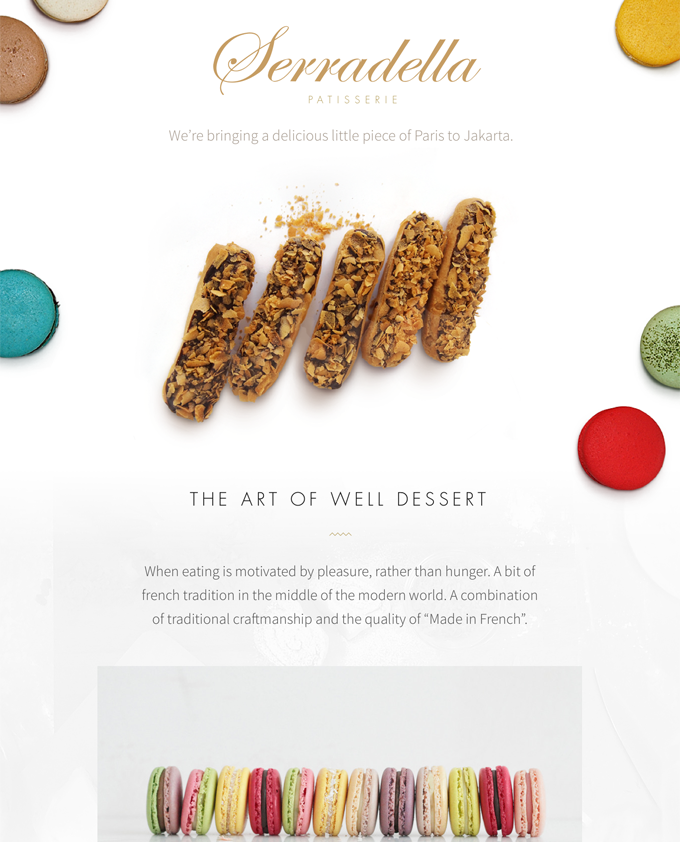 Serradella
PATISSERIE
We’re bringing a delicious little piece of Paris to Jakarta.
THE ART OF WELL DESSERT
When eating is motivated by pleasure, rather than hunger. A bit of
french tradition in the middle of the modern world. A combination
of traditional craftmanship and the quality of “Made in French”.